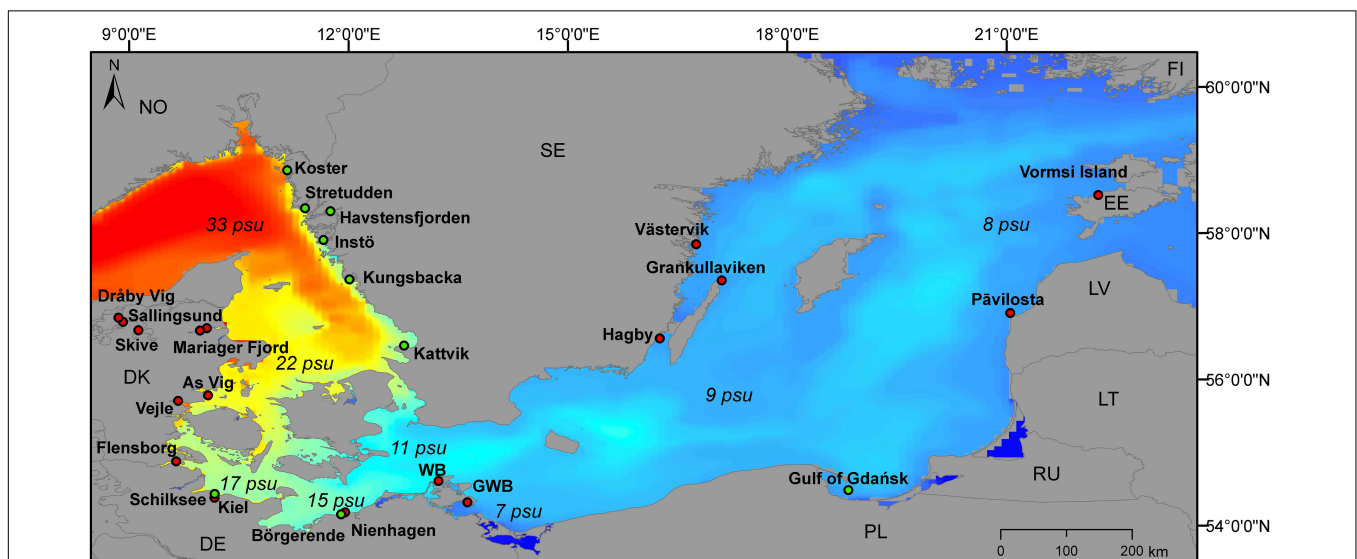 9°0'0"E 12°0'0"E 15°0'0"E 18°0'0"E 21°0'0"E
N
FI
60°0'0"N
NO
SE
Koster
Vormsi Island
Stretudden
EE
Havstensfjorden
33 psu
8 psu
Västervik
58°0'0"N
Instö
Grankullaviken
Kungsbacka
LV
Dråby Vig
Pāvilosta
Sallingsund
Skive
Hagby
Mariager Fjord
Kattvik
22 psu
DK
As Vig
56°0'0"N
9 psu
LT
Vejle
Flensborg
11 psu
WB
Gulf of Gdańsk
RU
17 psu
GWB
Schilksee
15 psu
Kiel
7 psu
Börgerende
Nienhagen
PL
54°0'0"N
DE
0 100 200 km